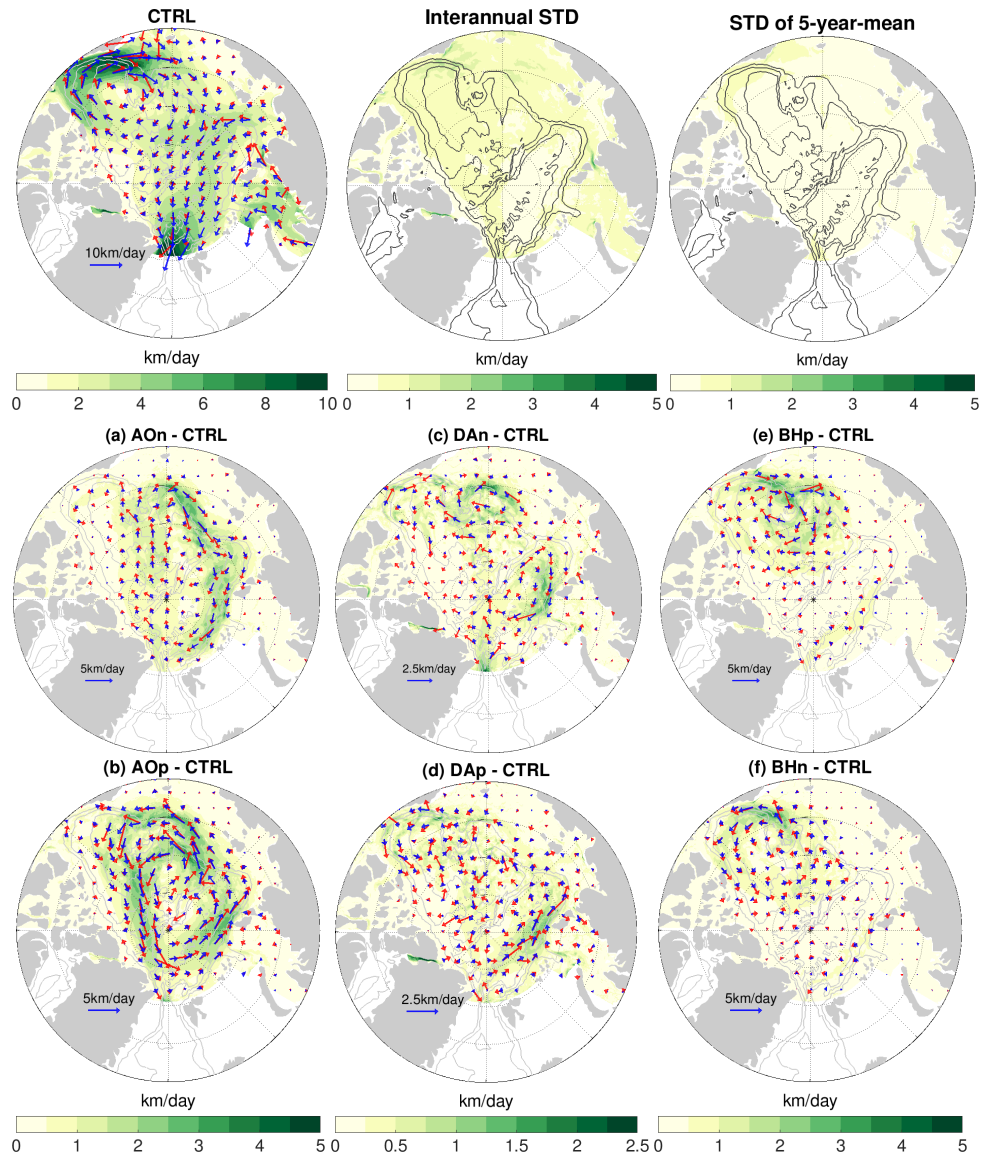 CTRL
Interannual STD
STD of 5-year-mean
10km/day
km/day
km/day
km/day
0 2 4 6 8 10
0 1 2 3 4 5
0 1 2 3 4 5
(a) AOn - CTRL
(c) DAn - CTRL
(e) BHp - CTRL
5km/day
2.5km/day
5km/day
(b) AOp - CTRL
(d) DAp - CTRL
(f) BHn - CTRL
5km/day
2.5km/day
5km/day
km/day
km/day
km/day
0 1 2 3 4 5
0 0.5 1 1.5 2 2.5
0 1 2 3 4 5